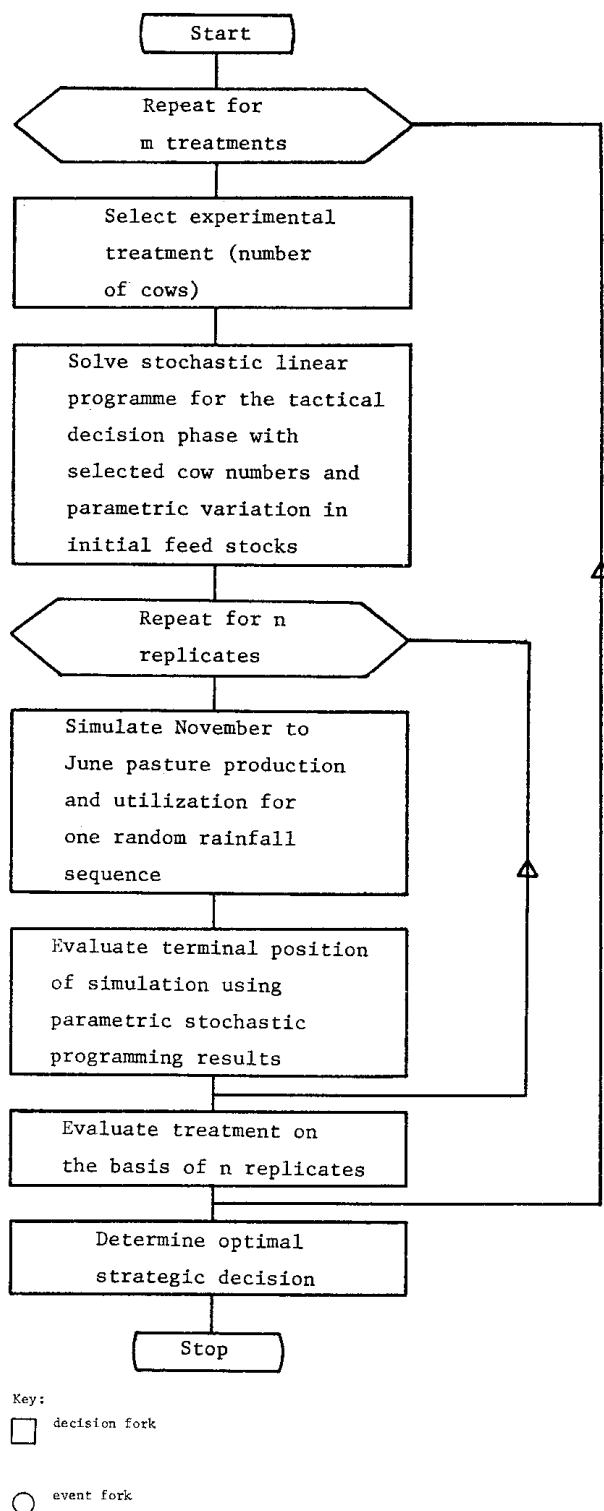 Start
Repeat for
m treatments
Select experimental
treatment (number
of cows)
Solve stochastic linear
programme for the tactical
decision phase with
selected cow numbers and
parametric variation in
initial feed stocks
Repeat for n
replicates
Simulate November to
June pasture production
and utilization for
one random rainfall
sequence
Evaluate terminal position
of simulation using
parametric stochastic
programming results
Evaluate treatment on
the basis of n replicates
Determine optimal
strategic decision
Stop
Key:
decision fork
event fork